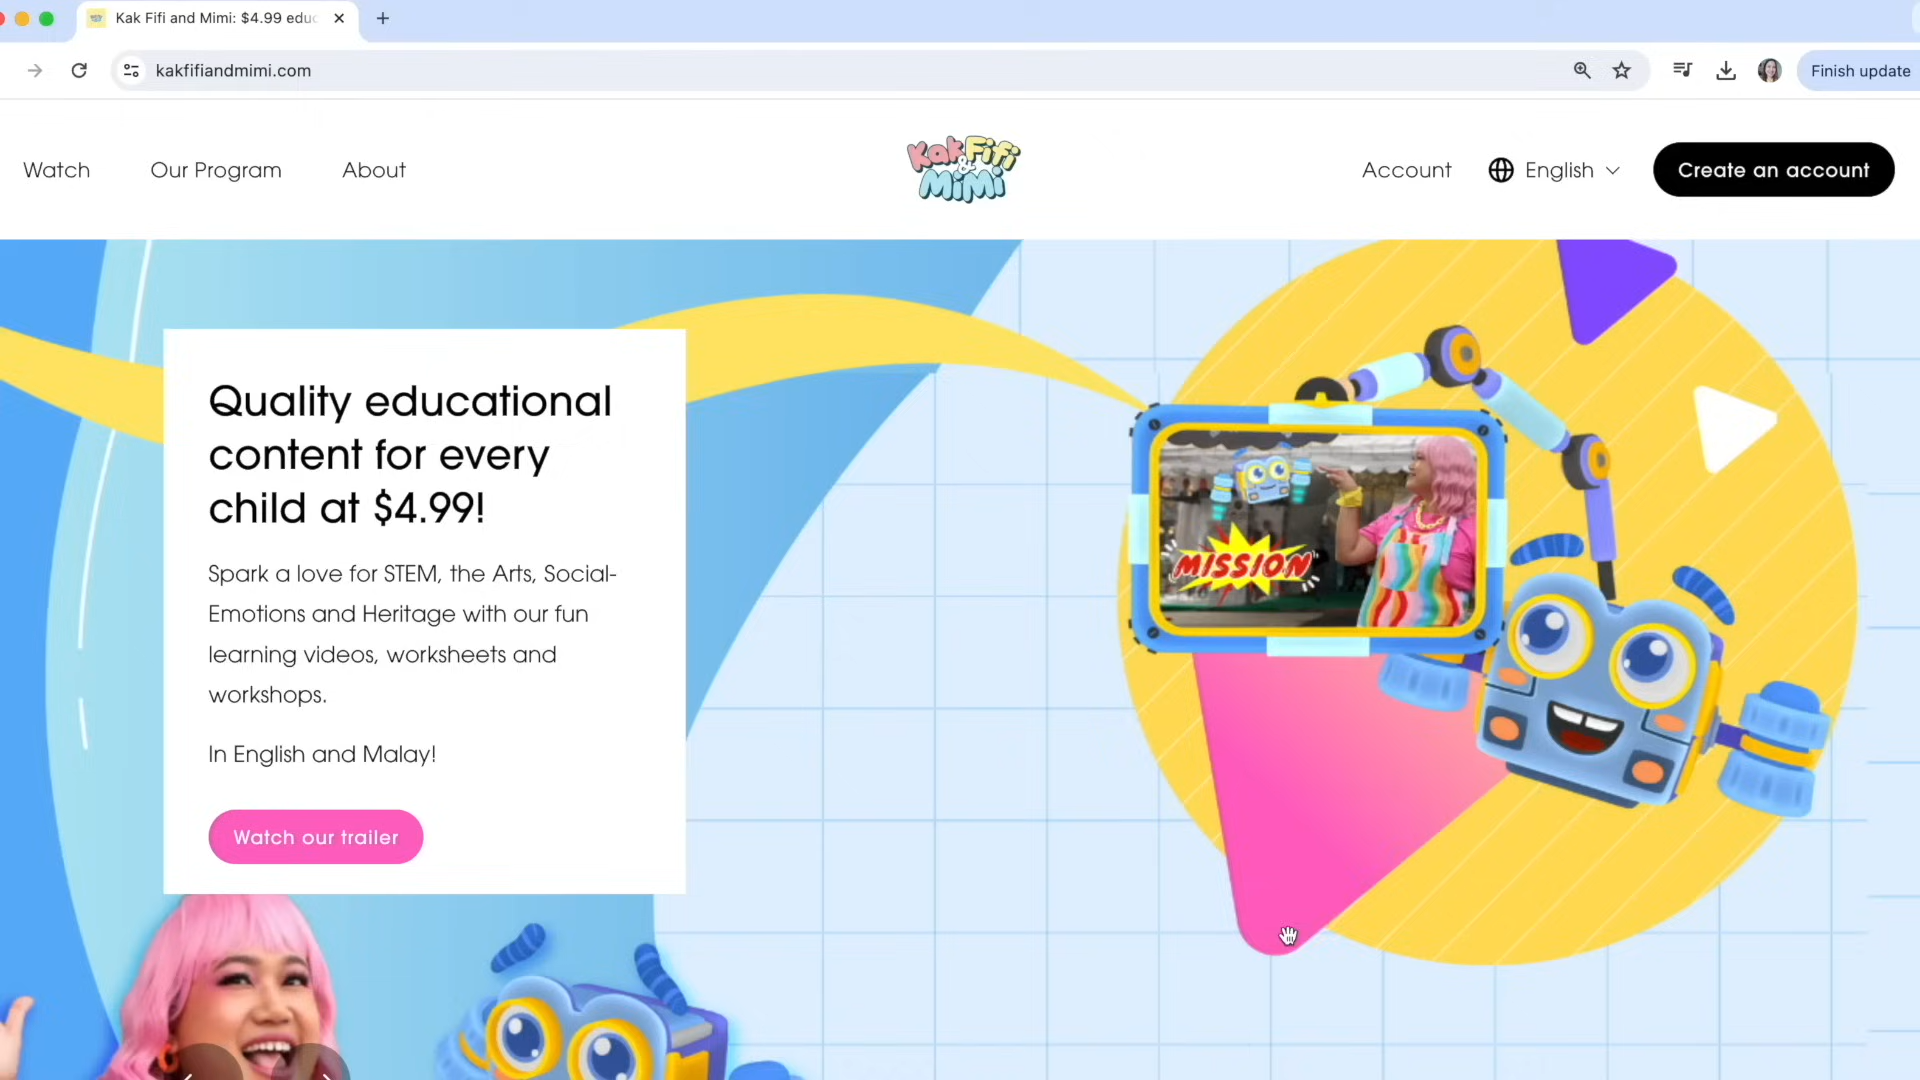 Kak Fifi and Mimi: $4.99 educ
kakfifiandmimi.com
Finish update
Watch
Our Program
About
Kak Fifi
&
MiMi
Account
English
Create an account
Quality educational
content for every
child at $4.99!
Spark a love for STEM, the Arts, Social-
Emotions and Heritage with our fun
learning videos, worksheets and
workshops.
In English and Malay!
Watch our trailer
MISSION